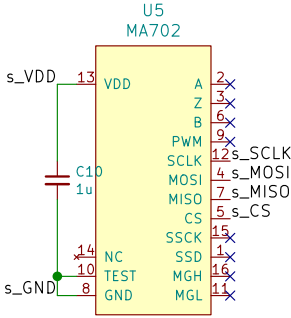 U5
MA702
s_VDD 13 VDD A 2
Z 3
B 6
PWM 9
SCLK 12 s_SCLK
C10 MOSI 4 s_MOSI
1u MISO 7 s_MISO
CS 5 s_CS
SSCK 15
14 NC SSD 1
10 TEST MGH 16
s_GND 8 GND MGL 11